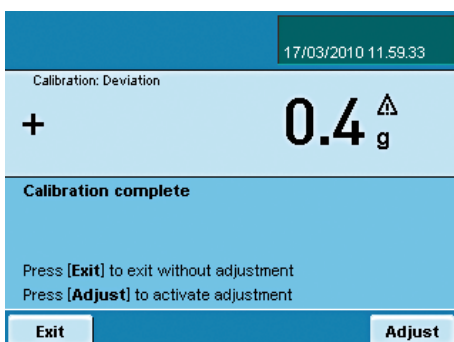 17/03/2010 11.59.33
Calibration: Deviation
+ 0.4 g
Calibration complete
Press [Exit] to exit without adjustment
Press [Adjust] to activate adjustment
Exit Adjust